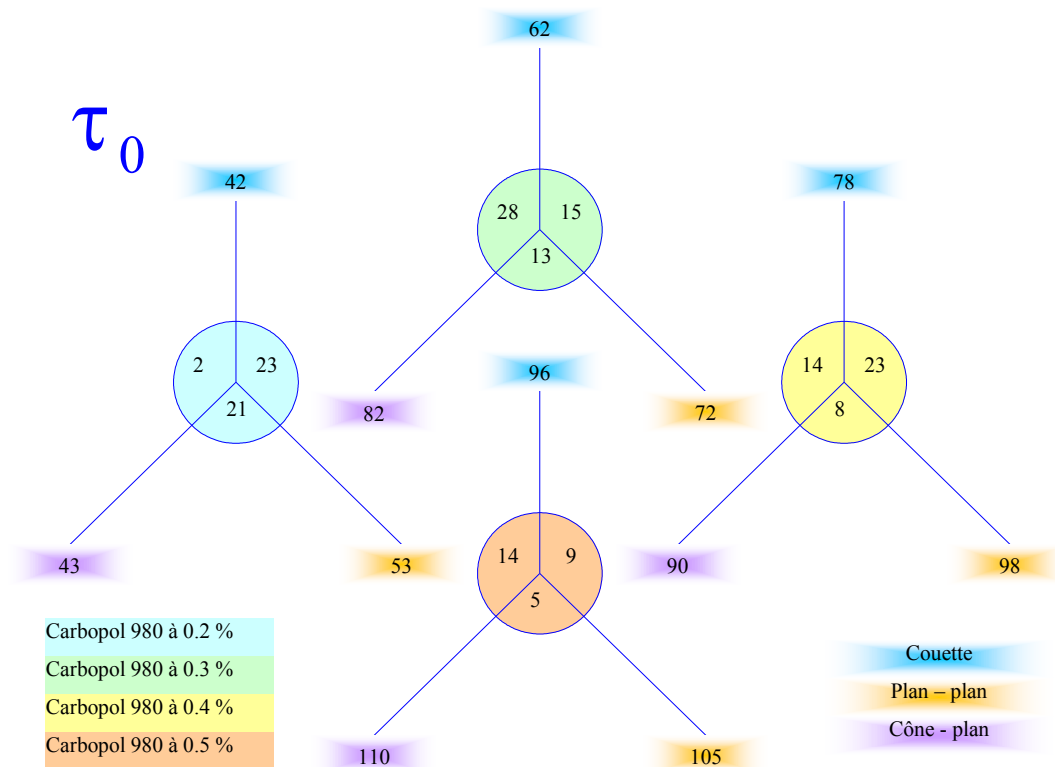 62
τ0
42
78
28 15
13
2 23
21
14 23
8
96
82
72
43
53
14 9
5
90
98
Carbopol 980 à 0.2 %
Carbopol 980 à 0.3 %
Carbopol 980 à 0.4 %
Carbopol 980 à 0.5 %
Couette
Plan – plan
Cône - plan
110
105